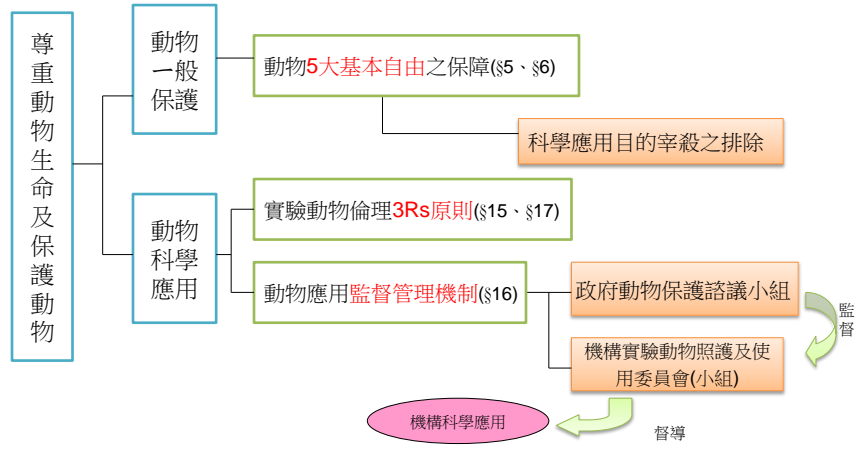 尊重動物生命及保護動物
動物
一般
保護
動物5大基本自由之保障(§5、§6)
科學應用目的宰殺之排除
動物
科學
應用
實驗動物倫理3Rs原則(§15、§17)
動物應用監督管理機制(§16)
政府動物保護諮議小組
監督
機構實驗動物照護及使
用委員會(小組)
機構科學應用
督導